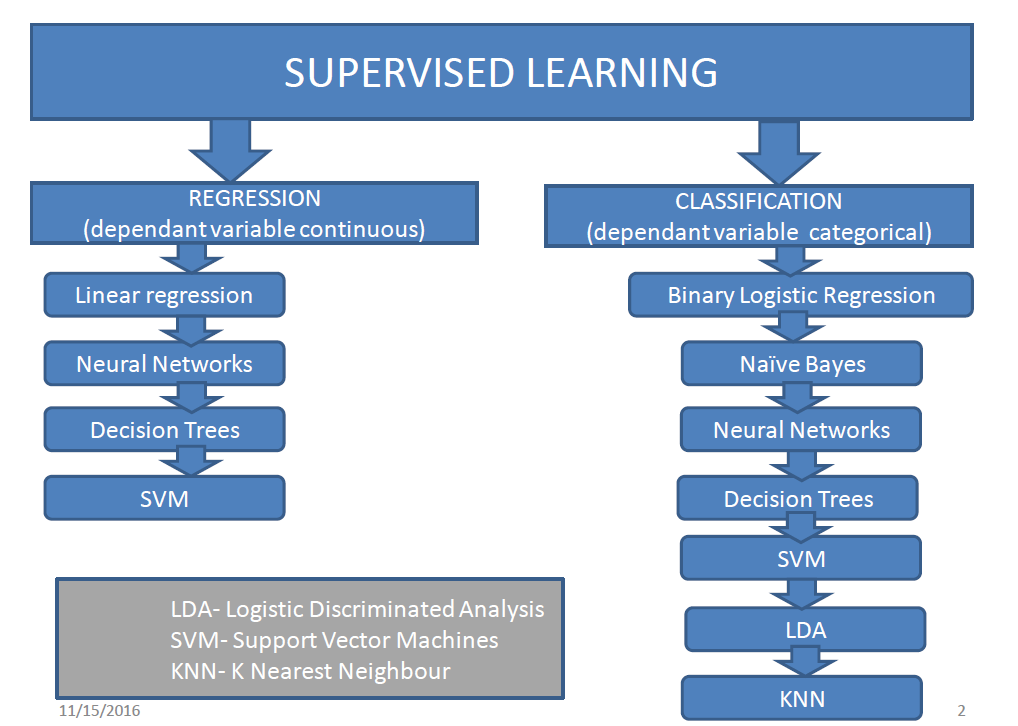 SUPERVISED LEARNING
REGRESSION
(dependant variable continuous)
Linear regression
Neural Networks
Decision Trees
SVM
CLASSIFICATION
(dependant variable categorical)
Binary Logistic Regression
Naïve Bayes
Neural Networks
Decision Trees
SVM
LDA
KNN
LDA- Logistic Discriminated Analysis
SVM- Support Vector Machines
KNN- K Nearest Neighbour
11/15/2016
2